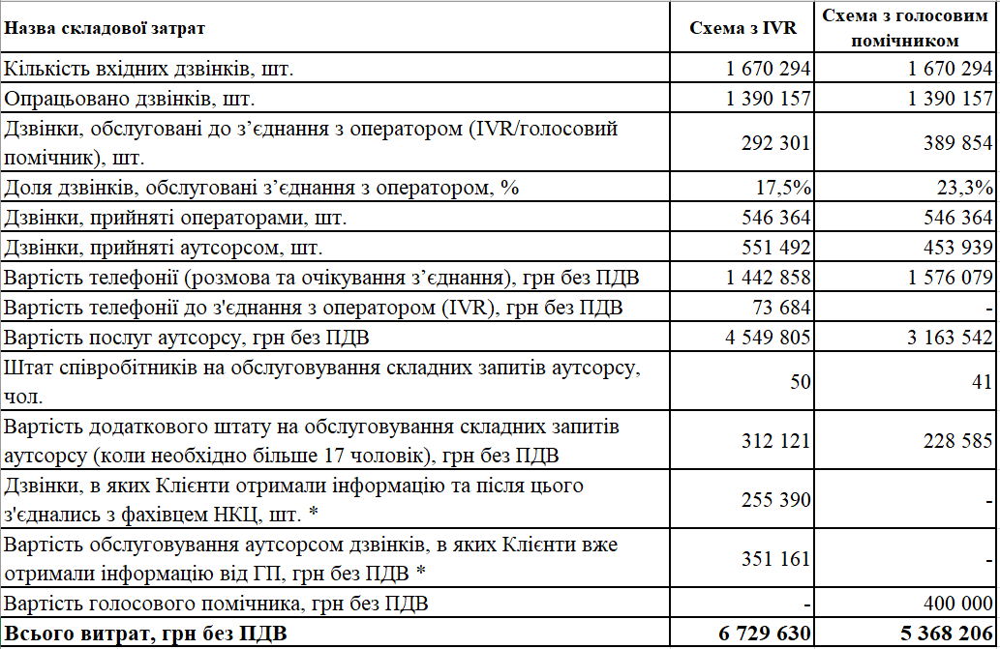 Назва складової затрат Схема з IVR Схема з голосовим
помічником
Кількість вхідних дзвінків, шт. 1 670 294 1 670 294
Опрацьовано дзвінків, шт. 1 390 157 1 390 157
Дзвінки, обслуговані до з’єднання з оператором (IVR/голосовий
помічник), шт. 292 301 389 854
Доля дзвінків, обслуговані з’єднання з оператором, % 17,5% 23,3%
Дзвінки, прийняті операторами, шт. 546 364 546 364
Дзвінки, прийняті аутсорсом, шт. 551 492 453 939
Вартість телефонії (розмова та очікування з’єднання), грн без ПДВ 1 442 858 1 576 079
Вартість телефонії до з'єднання з оператором (IVR), грн без ПДВ 73 684 -
Вартість послуг аутсорсу, грн без ПДВ 4 549 805 3 163 542
Штат співробітників на обслуговування складних запитів аутсорсу,
чол. 50 41
Вартість додаткового штату на обслуговування складних запитів
аутсорсу (коли необхідно більше 17 чоловік), грн без ПДВ 312 121 228 585
Дзвінки, в яких Клієнти отримали інформацію та після цього
з'єднались з фахівцем НКЦ, шт. * 255 390 -
Вартість обслуговування аутсорсом дзвінків, в яких Клієнти вже
отримали інформацію від ГП, грн без ПДВ * 351 161 -
Вартість голосового помічника, грн без ПДВ - 400 000
Всього витрат, грн без ПДВ 6 729 630 5 368 206